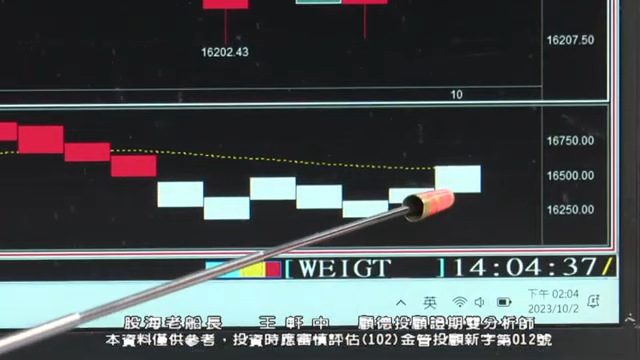 16202.43
16207.50
10
16750.00
16500.00
16250.00
[WEIGT ]14:04:37/
英
下午 02:04
2023/10/2
股海老船長 王軒中 顧德投顧證期雙分析師
本資料僅供參考，投資時應審慎評估(102)金管投顧新字第012號